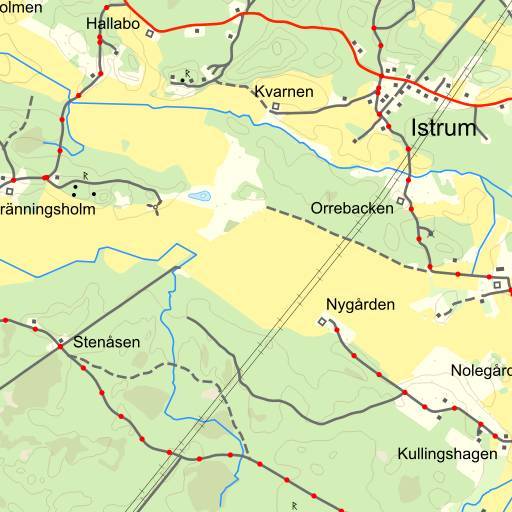 olmen
Hallabo
R
Kvarnen
Istrum
R
ränningsholm
Orrebacken
Nygården
Stenåsen
Nolegård
Kullingshagen
R